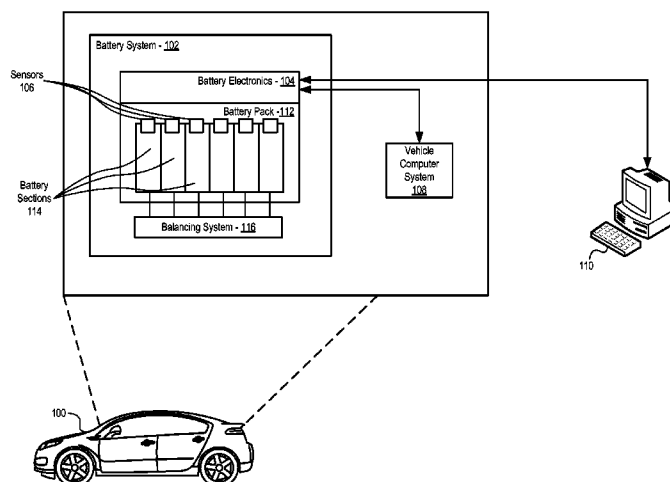 Battery System - 102
Sensors
106
Battery Electronics - 104
Battery Pack -112
Vehicle
Computer
System
108
Battery
Sections
114
Balancing System - 116
110
100